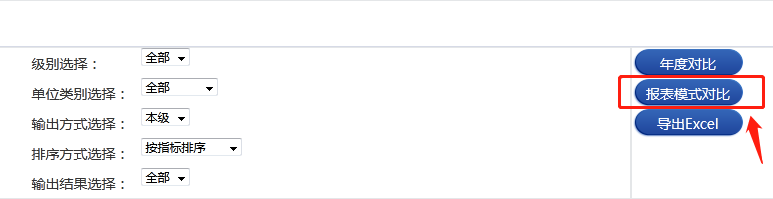 级别选择： 全部
单位类别选择： 全部
输出方式选择： 本级
排序方式选择： 按指标排序
输出结果选择： 全部
年度对比
报表模式对比
导出Excel